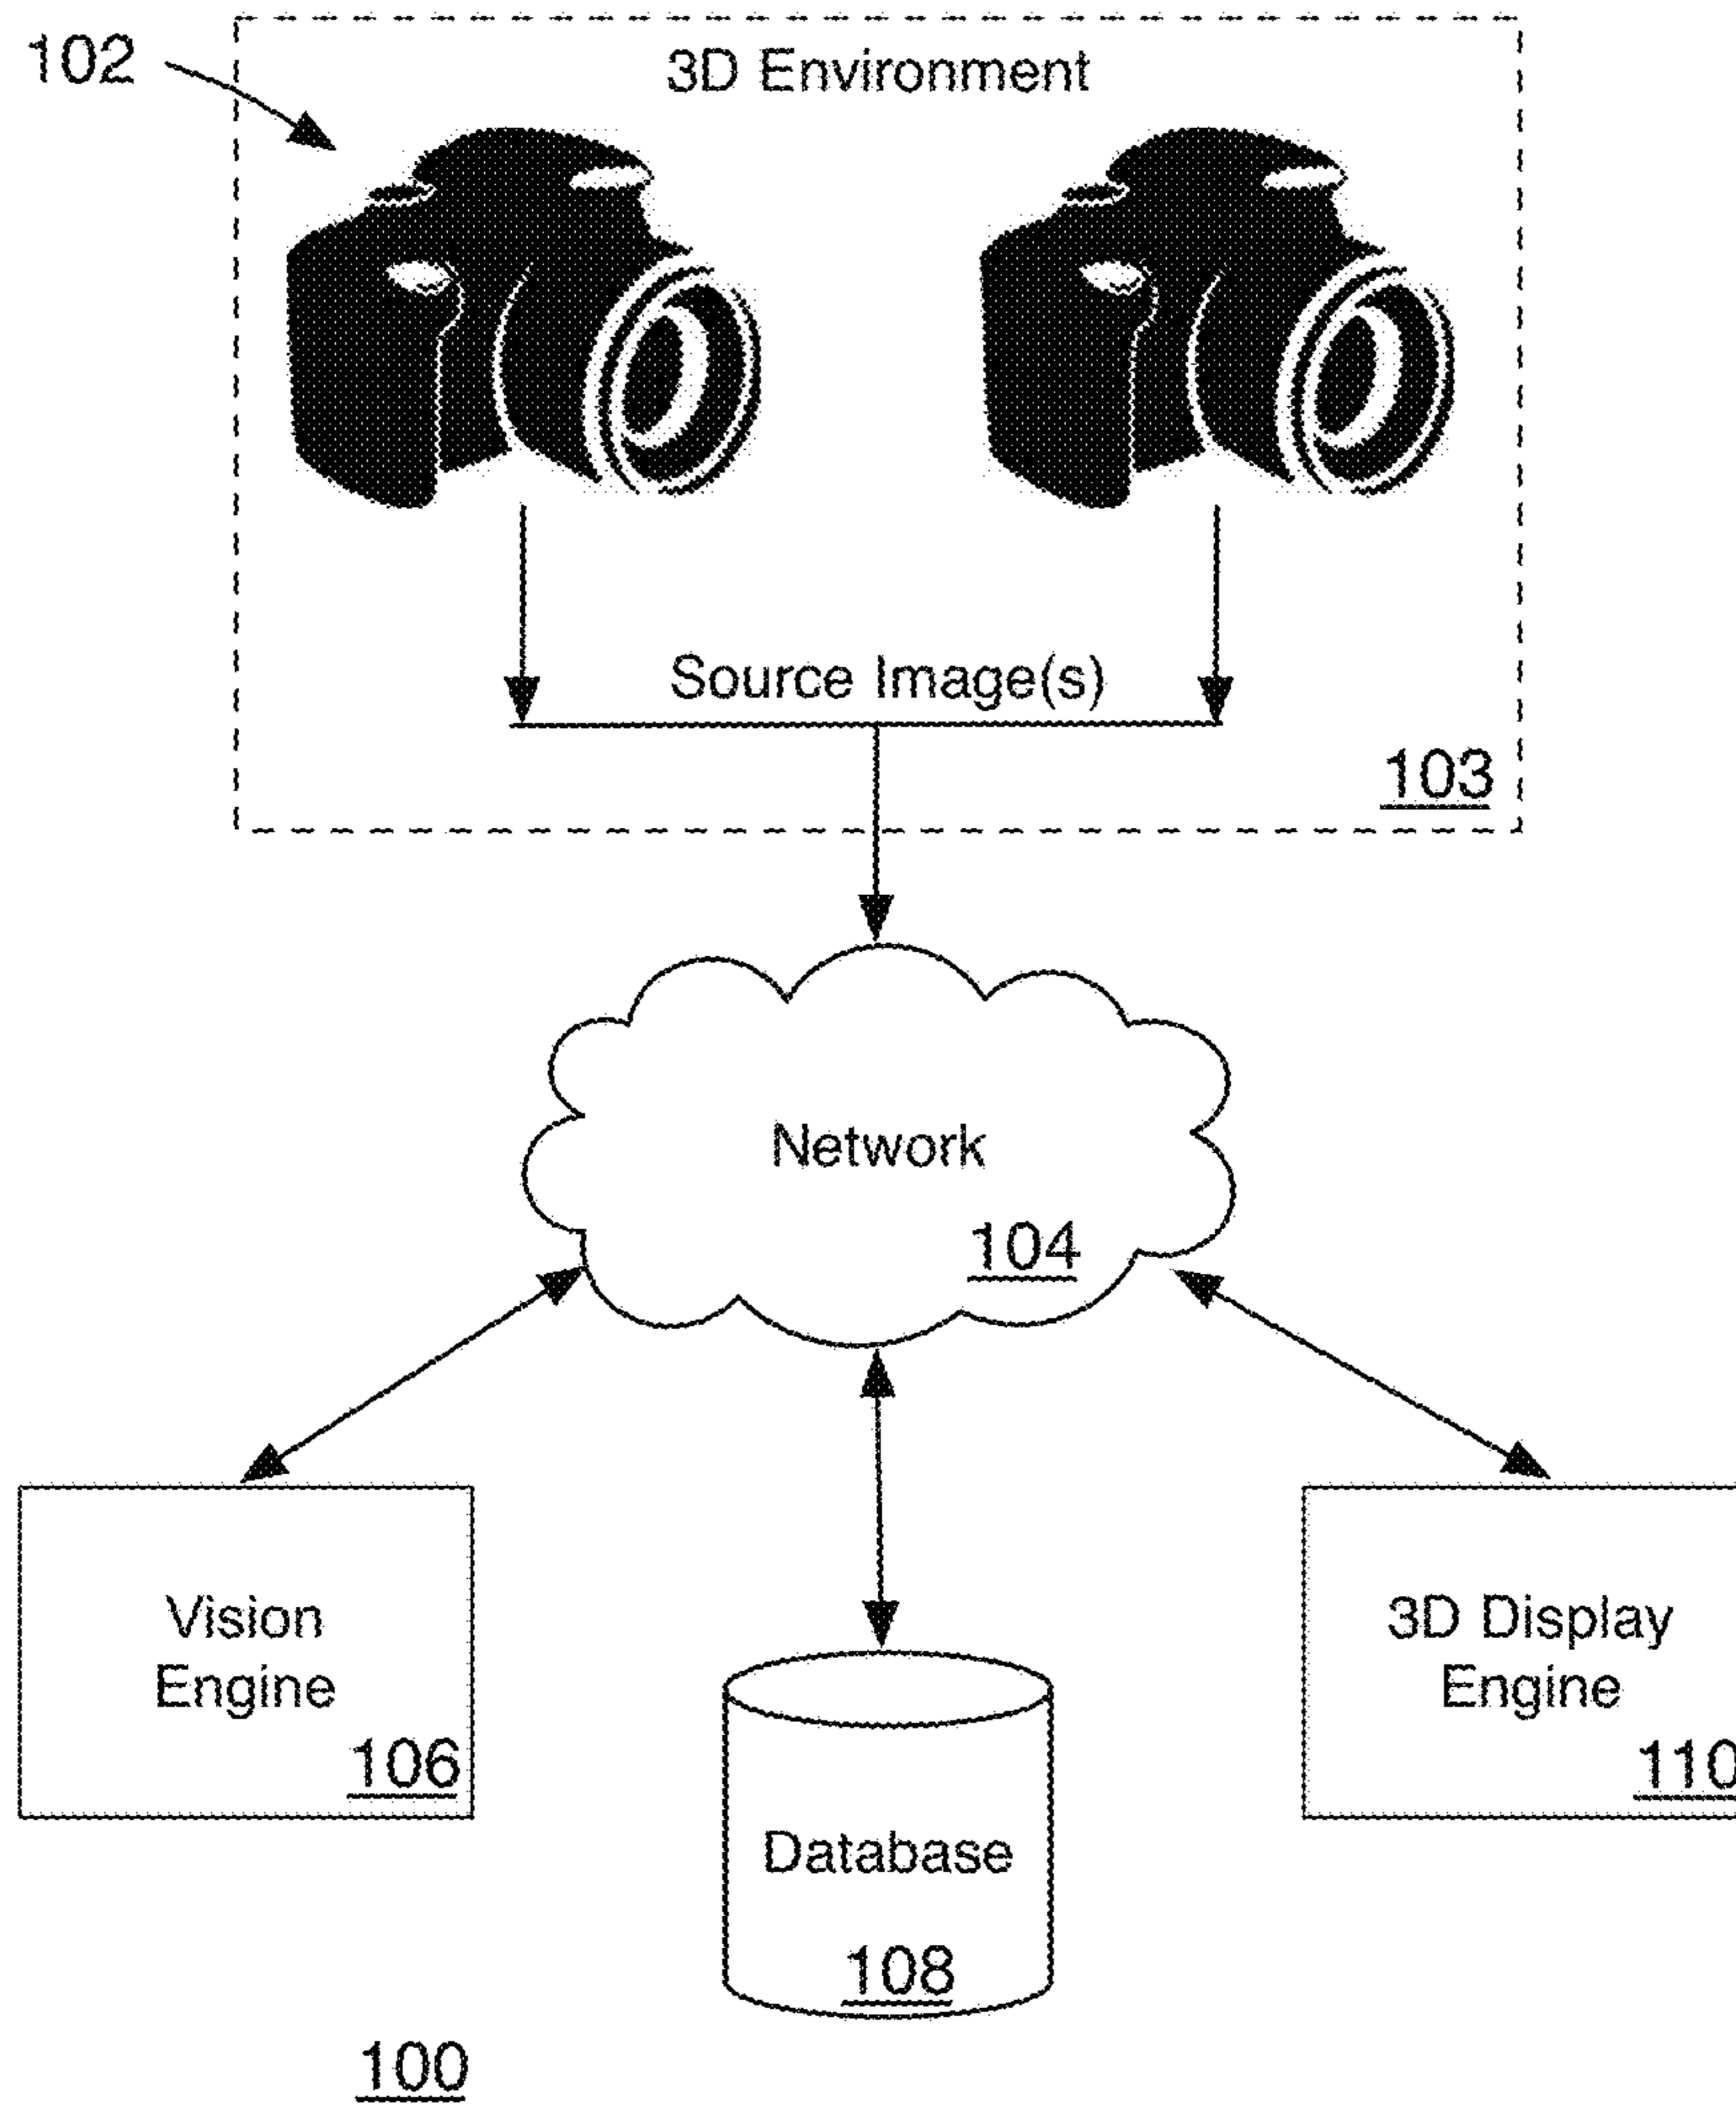 102
3D Environment
Source Image(s)
103
Network
104
Vision
Engine
106
3D Display
Engine
110
Database
108
100